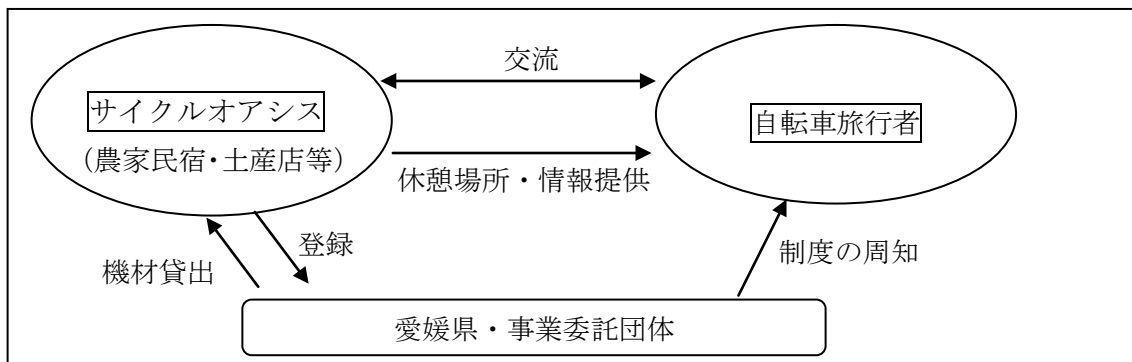 交流
サイクルオアシス
(農家民宿・土産店等)
自転車旅行者
休憩場所・情報提供
登録
機材貸出
制度の周知
愛媛県・事業委託団体